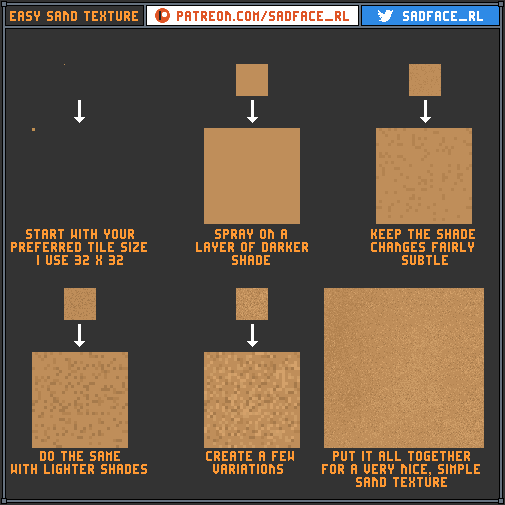 EASY SAND TEXTURE
PATREON.COM/SADFACE_RL
SADFACE_RL
START WITH YOUR
PREFERRED TILE SIZE
I USE 32 X 32
SPRAY ON A
LAYER OF DARKER
SHADE
KEEP THE SHADE
CHANGES FAIRLY
SUBTLE
DO THE SAME
WITH LIGHTER SHADES
CREATE A FEW
VARIATIONS
PUT IT ALL TOGETHER
FOR A VERY NICE, SIMPLE
SAND TEXTURE